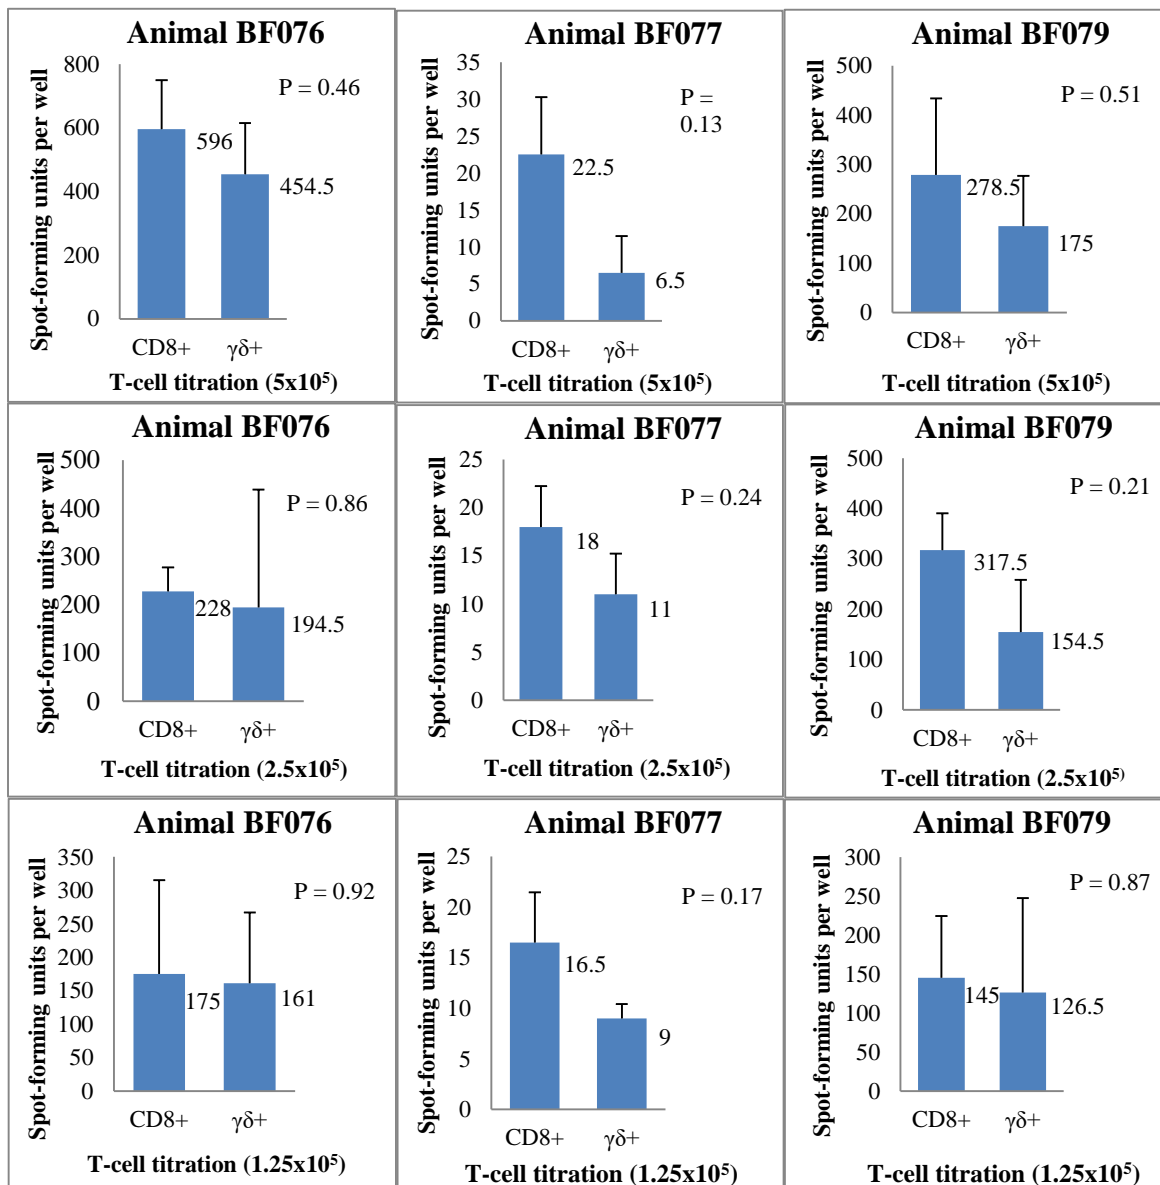 Animal BF076
Spot-forming units per well
800
600
400
200
0
P = 0.46
596
454.5
CD8+ γδ+
T-cell titration (5x10⁵)
Animal BF077
Spot-forming units per well
35
30
25
20
15
10
5
0
P =
0.13
22.5
6.5
CD8+ γδ+
T-cell titration (5x10⁵)
Animal BF079
Spot-forming units per well
500
400
300
200
100
0
P = 0.51
278.5
175
CD8+ γδ+
T-cell titration (5x10⁵)
Animal BF076
Spot-forming units per well
500
400
300
200
100
0
P = 0.86
228
194.5
CD8+ γδ+
T-cell titration (2.5x10⁵)
Animal BF077
Spot-forming units per well
25
20
15
10
5
0
P = 0.24
18
11
CD8+ γδ+
T-cell titration (2.5x10⁵)
Animal BF079
Spot-forming units per well
500
400
300
200
100
0
P = 0.21
317.5
154.5
CD8+ γδ+
T-cell titration (2.5x10⁵⁾
Animal BF076
Spot-forming units per well
350
300
250
200
150
100
50
0
P = 0.92
175
161
CD8+ γδ+
T-cell titration (1.25x10⁵)
Animal BF077
Spot-forming units per well
25
20
15
10
5
0
P = 0.17
16.5
9
CD8+ γδ+
T-cell titration (1.25x10⁵)
Animal BF079
Spot-forming units per well
300
250
200
150
100
50
0
P = 0.87
145
126.5
CD8+ γδ+
T-cell titration (1.25x10⁵)